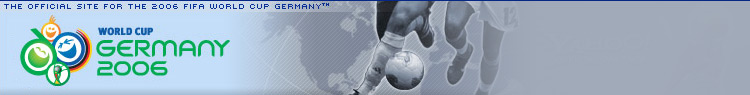 THE OFFICIAL SITE FOR THE 2006 FIFA WORLD CUP GERMANY™
WORLD CUP
GERMANY
2006